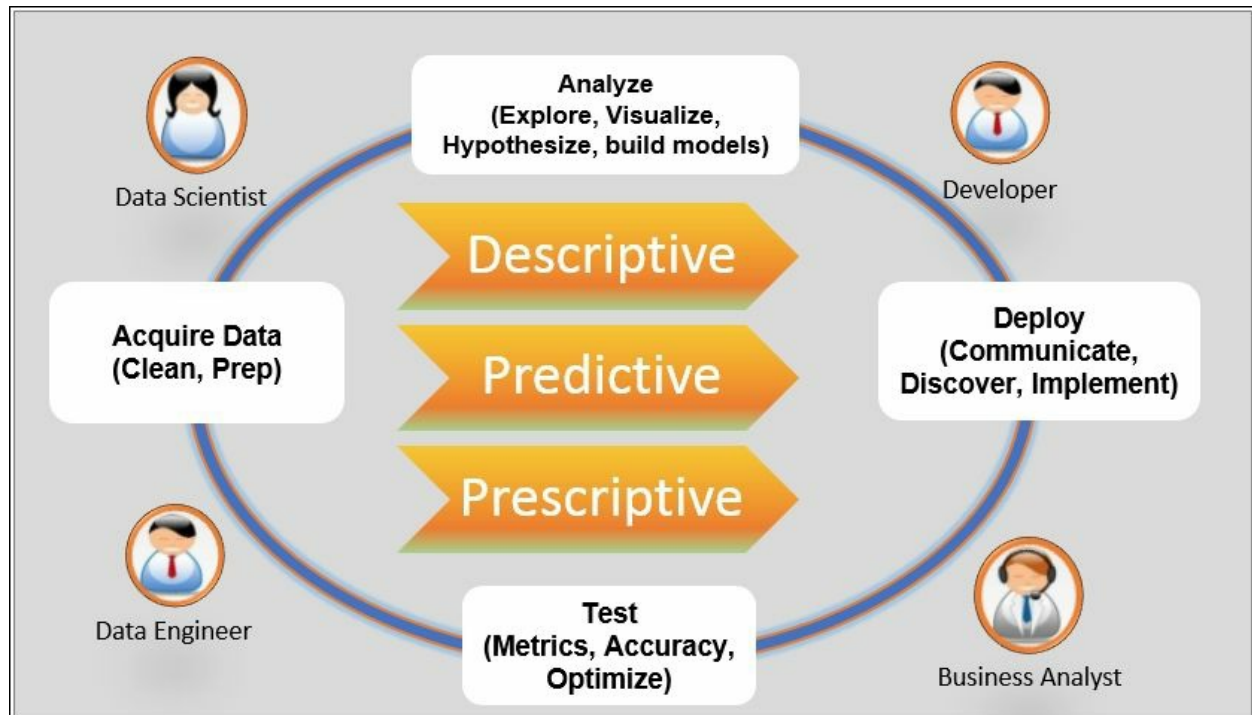 Analyze
(Explore, Visualize,
Hypothesize, build models)
Data Scientist
Developer
Descriptive
Acquire Data
(Clean, Prep)
Predictive
Deploy
(Communicate,
Discover, Implement)
Prescriptive
Data Engineer
Test
(Metrics, Accuracy,
Optimize)
Business Analyst